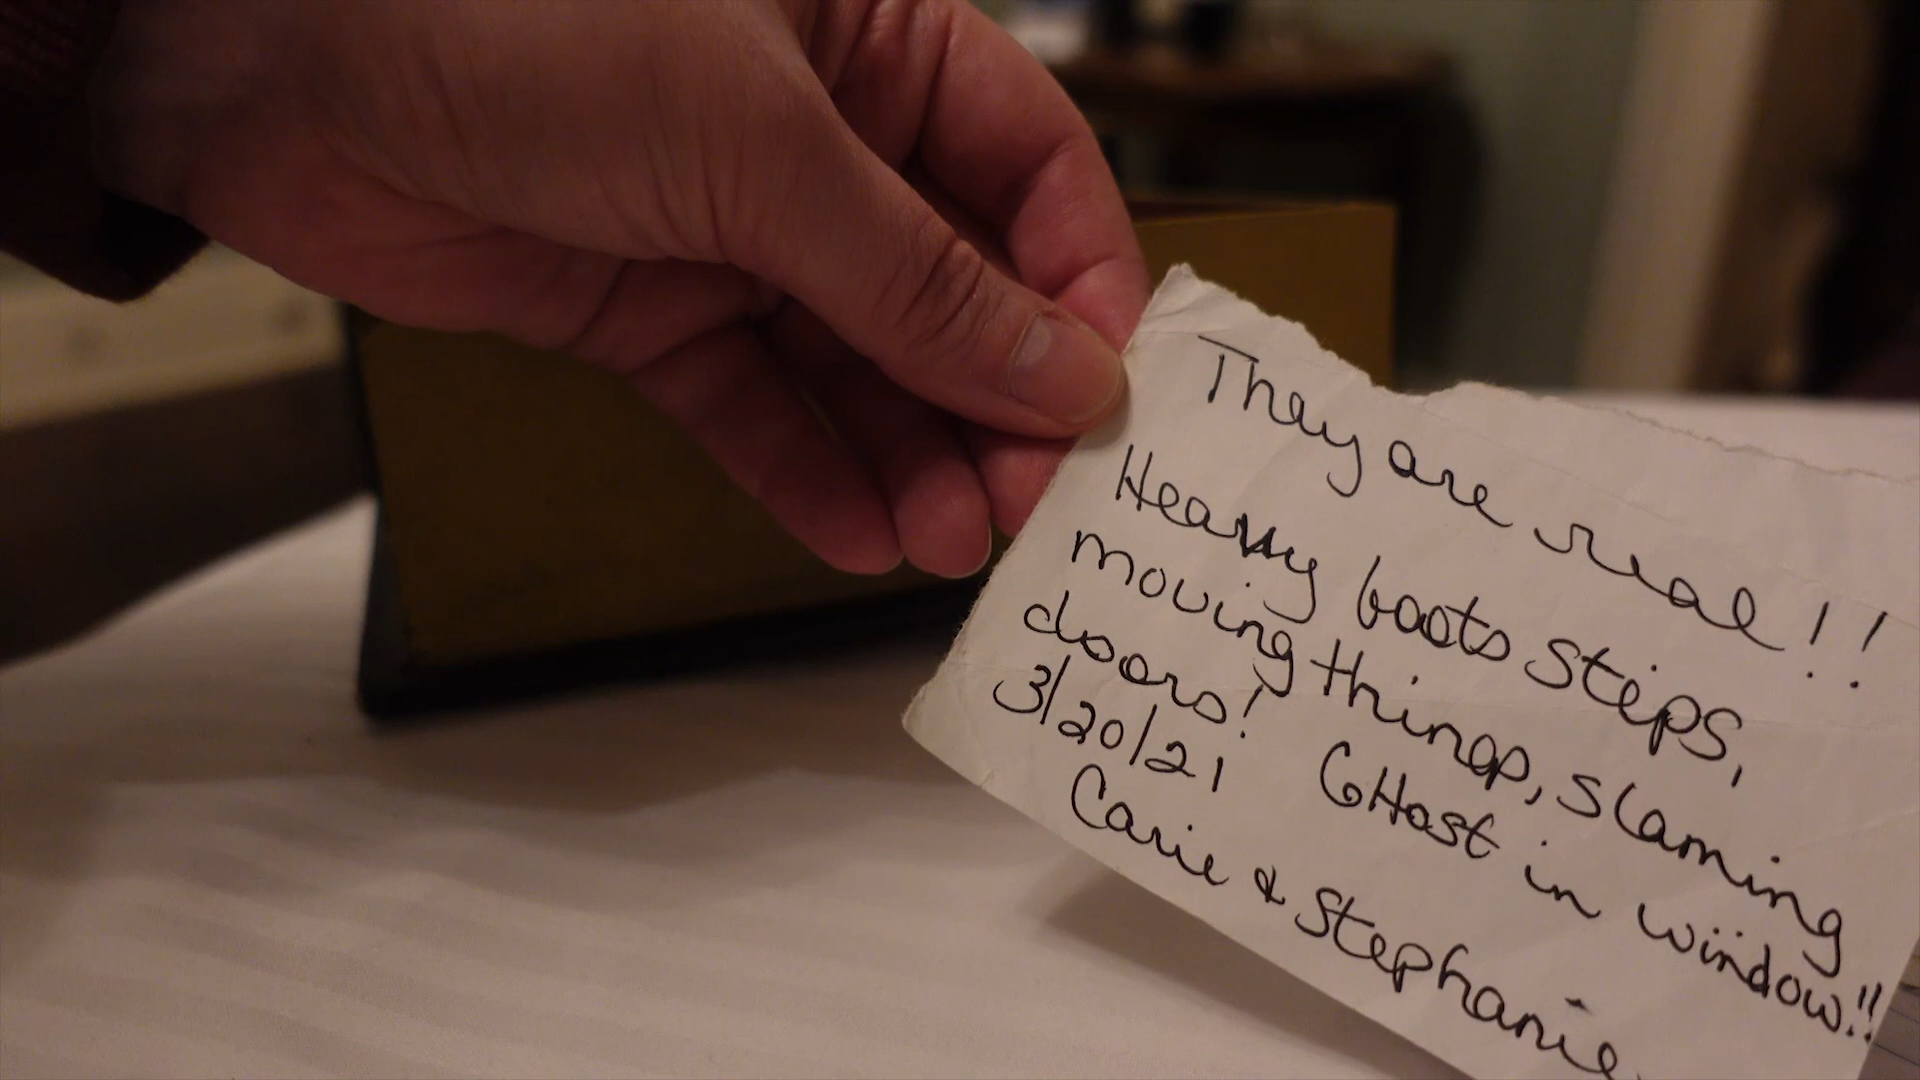 They are real!!
Heavy boots steps,
moving things, slaming
doors! GHost in window!!
3/20/21
Carie & Stephanie